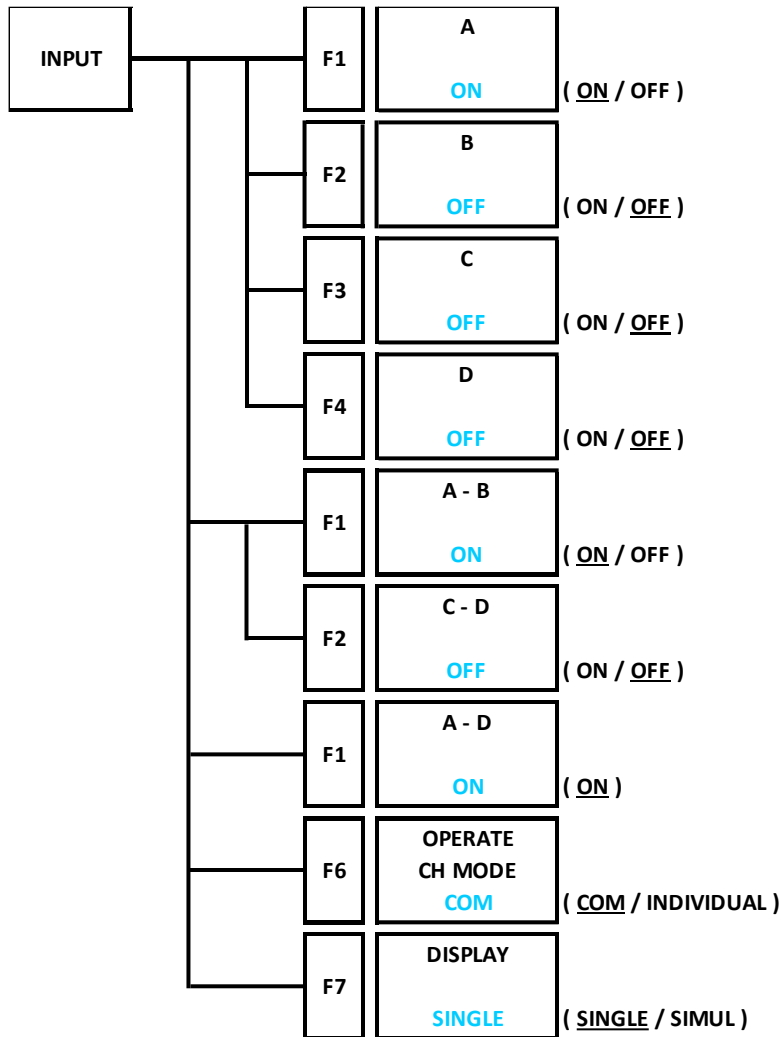 INPUT
F1
A
ON
( ON / OFF )
F2
B
OFF
( ON / OFF )
F3
C
OFF
( ON / OFF )
F4
D
OFF
( ON / OFF )
F1
A - B
ON
( ON / OFF )
F2
C - D
OFF
( ON / OFF )
F1
A - D
ON
( ON )
F6
OPERATE
CH MODE
COM
( COM / INDIVIDUAL )
F7
DISPLAY
SINGLE
( SINGLE / SIMUL )